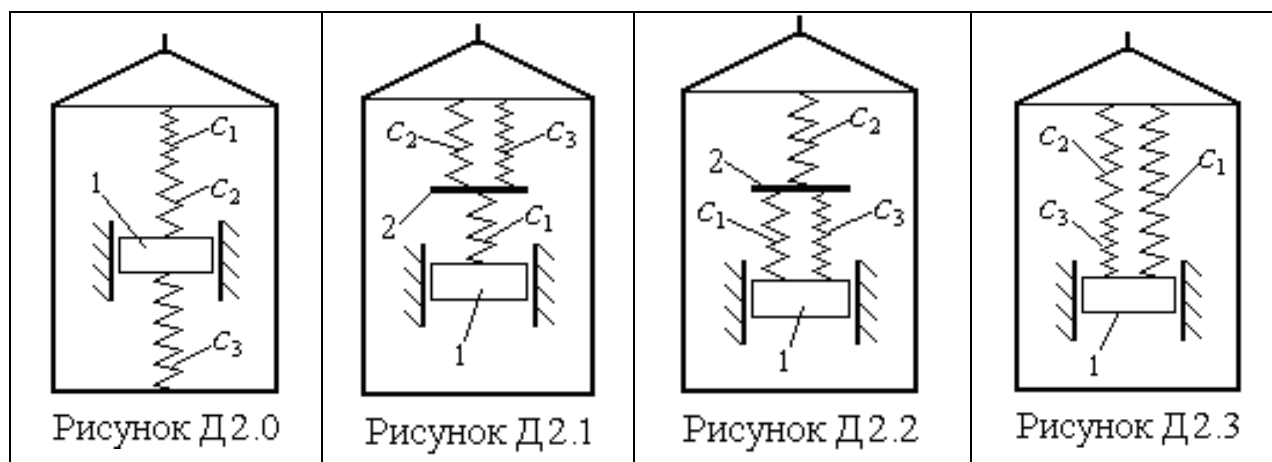 c₁
c₂
1
c₃
Рисунок Д2.0
c₂
c₃
2
c₁
1
Рисунок Д2.1
c₂
2
c₁
c₃
1
Рисунок Д2.2
c₂
c₁
c₃
1
Рисунок Д2.3